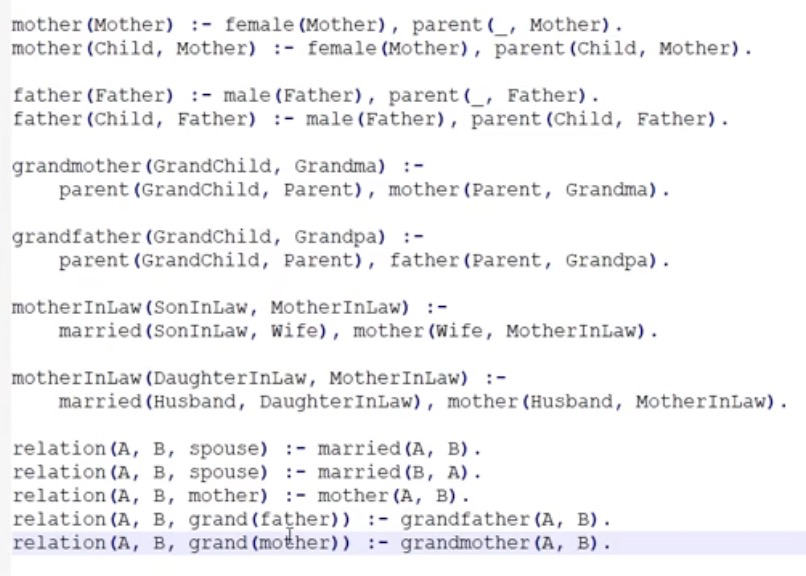 mother(Mother) :- female(Mother), parent(_, Mother).
mother(Child, Mother) :- female(Mother), parent(Child, Mother).

father(Father) :- male(Father), parent(_, Father).
father(Child, Father) :- male(Father), parent(Child, Father).

grandmother(GrandChild, Grandma) :-
    parent(GrandChild, Parent), mother(Parent, Grandma).

grandfather(GrandChild, Grandpa) :-
    parent(GrandChild, Parent), father(Parent, Grandpa).

motherInLaw(SonInLaw, MotherInLaw) :-
    married(SonInLaw, Wife), mother(Wife, MotherInLaw).

motherInLaw(DaughterInLaw, MotherInLaw) :-
    married(Husband, DaughterInLaw), mother(Husband, MotherInLaw).

relation(A, B, spouse) :- married(A, B).
relation(A, B, spouse) :- married(B, A).
relation(A, B, mother) :- mother(A, B).
relation(A, B, grand(father)) :- grandfather(A, B).
relation(A, B, grand(mother)) :- grandmother(A, B).